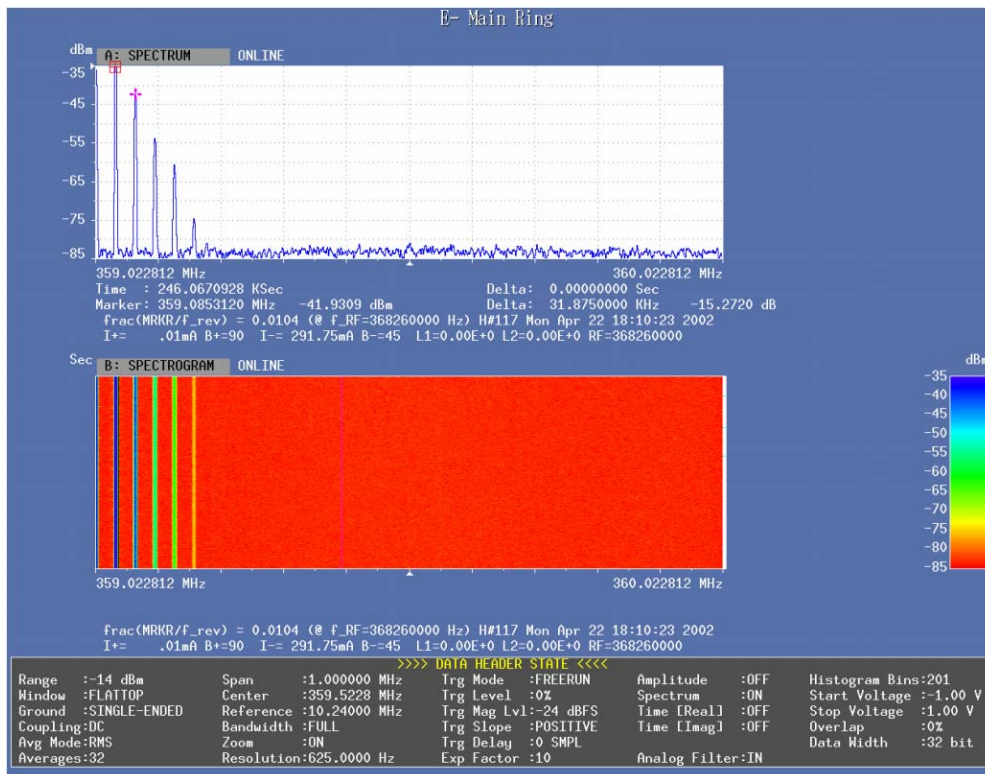 E- Main Ring
dBm
A: SPECTRUM ONLINE
-35
-45
-55
-65
-75
-85
359.022812 MHz 360.022812 MHz
Time : 246.0670928 KSec Delta: 0.00000000 Sec
Marker: 359.0853120 MHz -41.9309 dBm Delta: 31.8750000 KHz -15.2720 dB
frac(MRKR/f_rev) = 0.0104 (@ f_RF=368260000 Hz) H#117 Mon Apr 22 18:10:23 2002
I+= .01mA B+=90 I-= 291.75mA B-=45 L1=0.00E+0 L2=0.00E+0 RF=368260000
Sec
B: SPECTROGRAM ONLINE
dBm
-35
-40
-45
-50
-55
-60
-65
-70
-75
-80
-85
359.022812 MHz 360.022812 MHz
frac(MRKR/f_rev) = 0.0104 (@ f_RF=368260000 Hz) H#117 Mon Apr 22 18:10:23 2002
I+= .01mA B+=90 I-= 291.75mA B-=45 L1=0.00E+0 L2=0.00E+0 RF=368260000
>>>> DATA HEADER STATE <<<<
Range :-14 dBm Span :1.000000 MHz Trg Mode :FREERUN Amplitude :OFF Histogram Bins:201
Window :FLATTOP Center :359.5228 MHz Trg Level :0% Spectrum :ON Start Voltage :-1.00 V
Ground :SINGLE-ENDED Reference :10.24000 MHz Trg Mag Lvl:-24 dBFS Time [Real] :OFF Stop Voltage :1.00 V
Coupling:DC Bandwidth :FULL Trg Slope :POSITIVE Time [Imag] :OFF Overlap :0%
Avg Mode:RMS Zoom :ON Trg Delay :0 SMPL Data Width :32 bit
Averages:32 Resolution:625.0000 Hz Exp Factor :10 Analog Filter:IN